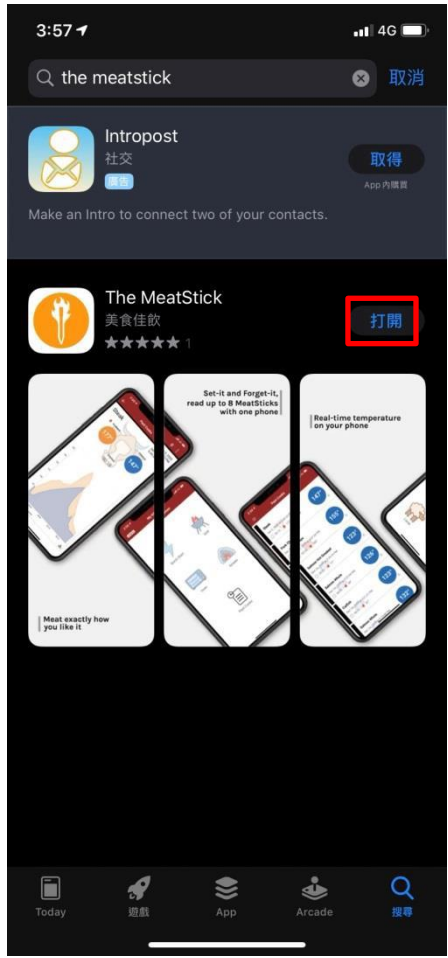 3:57
4G
the meatstick
取消
Intropost
社交
廣告
取得
App 內購買
Make an Intro to connect two of your contacts.
The MeatStick
美食佳飲
1
打開
Meat exactly how
you like it
Set-it and Forget-it,
read up to 8 MeatSticks
with one phone
Real-time temperature
on your phone
Today
遊戲
App
Arcade
搜尋